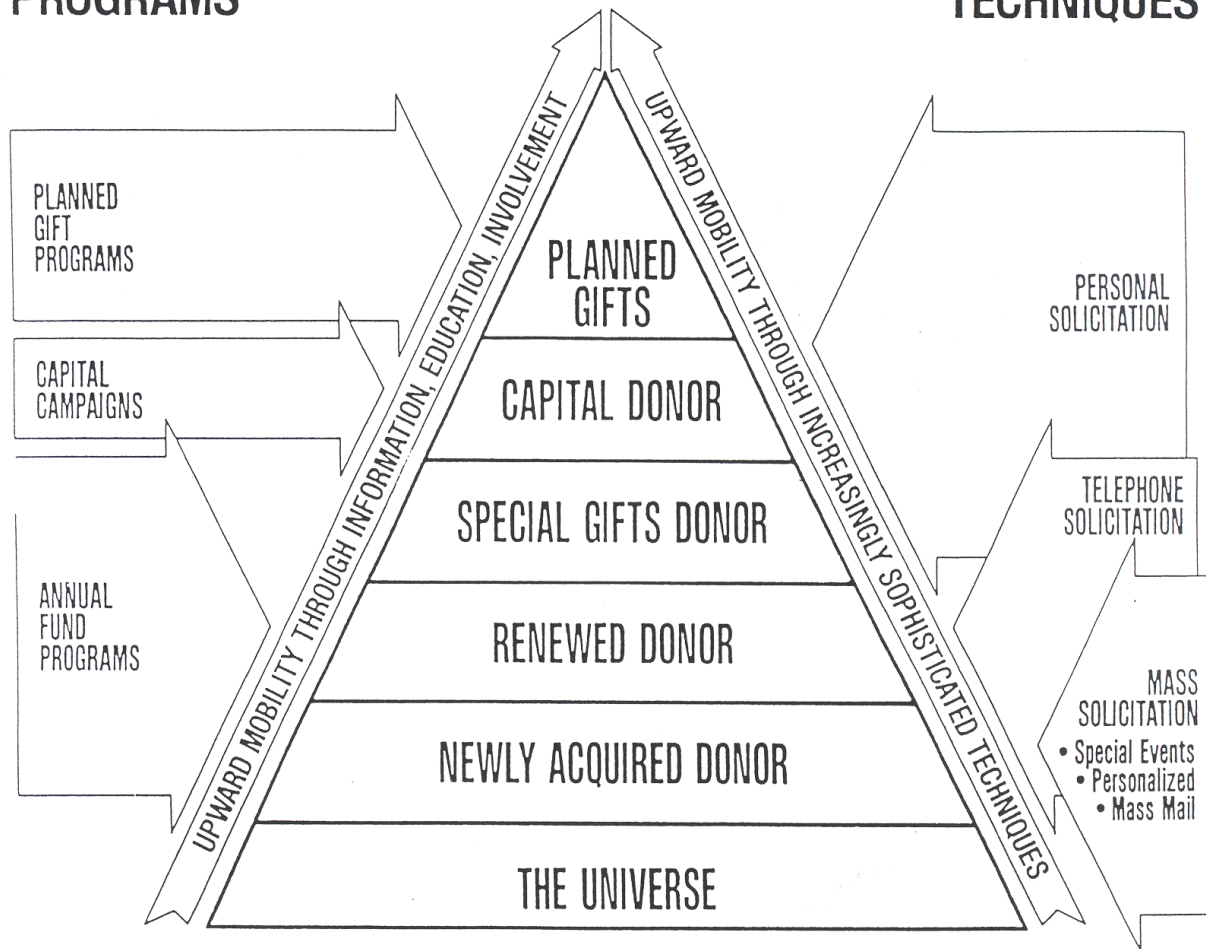 PROGRAMS
TECHNIQUES
PLANNED
GIFT
PROGRAMS
CAPITAL
CAMPAIGNS
ANNUAL
FUND
PROGRAMS
UPWARD MOBILITY THROUGH INFORMATION, EDUCATION, INVOLVEMENT
PLANNED
GIFTS
CAPITAL DONOR
SPECIAL GIFTS DONOR
RENEWED DONOR
NEWLY ACQUIRED DONOR
THE UNIVERSE
UPWARD MOBILITY THROUGH INCREASINGLY SOPHISTICATED TECHNIQUES
PERSONAL
SOLICITATION
TELEPHONE
SOLICITATION
MASS
SOLICITATION
• Special Events
• Personalized
• Mass Mail